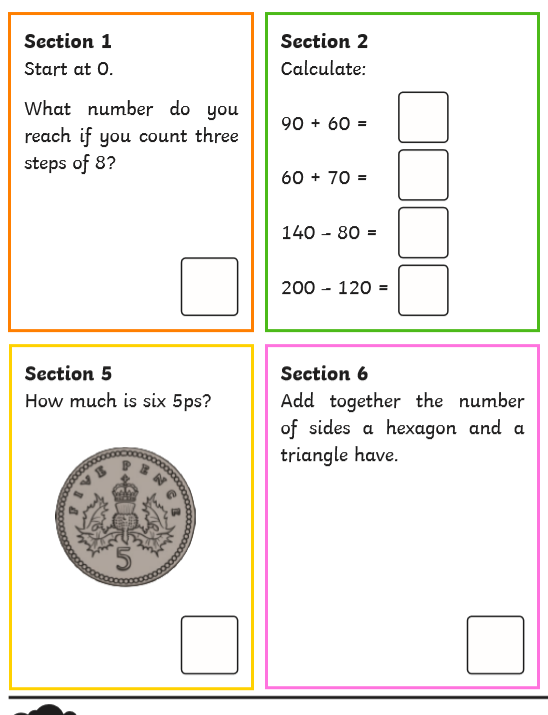 Section 1
Start at 0.
What number do you
reach if you count three
steps of 8?
Section 2
Calculate:
90 + 60 =
60 + 70 =
140 – 80 =
200 – 120 =
Section 5
How much is six 5ps?
FIVE PENCE
5
Section 6
Add together the number
of sides a hexagon and a
triangle have.